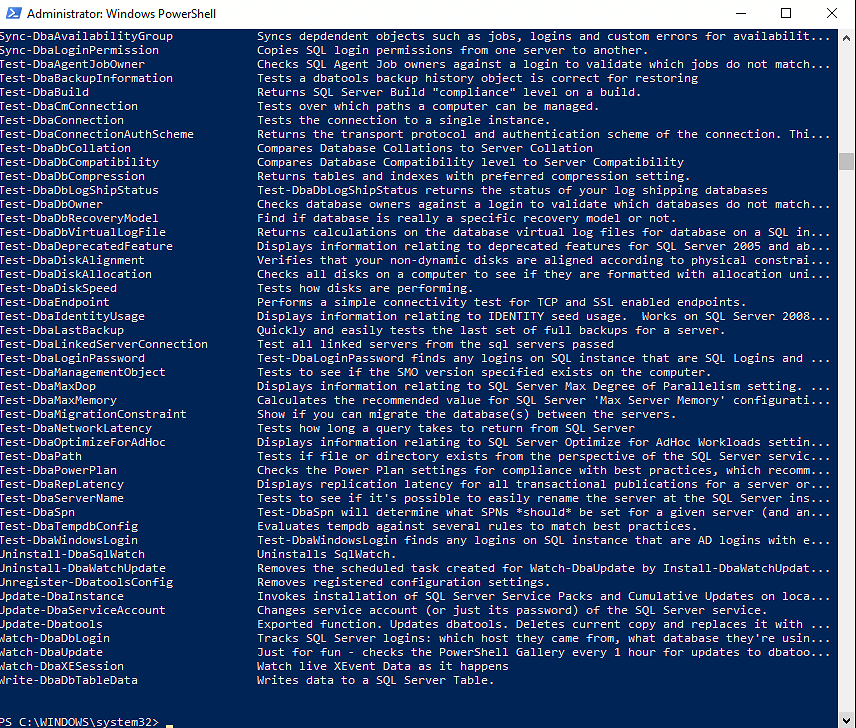 Administrator: Windows PowerShell
Sync-DbaAvailabilityGroup Syncs dependent objects such as jobs, logins and custom errors for availabilit...
Sync-DbaLoginPermission Copies SQL login permissions from one server to another.
Test-DbaAgentJobOwner Checks SQL Agent Job owners against a login to validate which jobs do not match...
Test-DbaBackupInformation Tests a dbatools backup history object is correct for restoring
Test-DbaBuild Returns SQL Server Build "compliance" level on a build.
Test-DbaCmConnection Tests over which paths a computer can be managed.
Test-DbaConnection Tests the connection to a single instance.
Test-DbaConnectionAuthScheme Returns the transport protocol and authentication scheme of the connection. Thi...
Test-DbaDbCollation Compares Database Collations to Server Collation
Test-DbaDbCompatibility Compares Database Compatibility level to Server Compatibility
Test-DbaDbCompression Returns tables and indexes with preferred compression setting.
Test-DbaDbLogShipStatus Test-DbaDbLogShipStatus returns the status of your log shipping databases
Test-DbaDbOwner Checks database owners against a login to validate which databases do not match...
Test-DbaDbRecoveryModel Find if database is really a specific recovery model or not.
Test-DbaDbVirtualLogFile Returns calculations on the database virtual log files for database on a SQL in...
Test-DbaDeprecatedFeature Displays information relating to deprecated features for SQL Server 2005 and ab...
Test-DbaDiskAlignment Verifies that your non-dynamic disks are aligned according to physical constrai...
Test-DbaDiskAllocation Checks all disks on a computer to see if they are formatted with allocation uni...
Test-DbaDiskSpeed Tests how disks are performing.
Test-DbaEndpoint Performs a simple connectivity test for TCP and SSL enabled endpoints.
Test-DbaIdentityUsage Displays information relating to IDENTITY seed usage.  Works on SQL Server 2008...
Test-DbaLastBackup Quickly and easily tests the last set of full backups for a server.
Test-DbaLinkedServerConnection Test all linked servers from the sql servers passed
Test-DbaLoginPassword Test-DbaLoginPassword finds any logins on SQL instance that are SQL Logins and ...
Test-DbaManagementObject Tests to see if the SMO version specified exists on the computer.
Test-DbaMaxDop Displays information relating to SQL Server Max Degree of Parallelism setting. ...
Test-DbaMaxMemory Calculates the recommended value for SQL Server 'Max Server Memory' configurati...
Test-DbaMigrationConstraint Show if you can migrate the database(s) between the servers.
Test-DbaNetworkLatency Tests how long a query takes to return from SQL Server
Test-DbaOptimizeForAdHoc Displays information relating to SQL Server Optimize for AdHoc Workloads settin...
Test-DbaPath Tests if file or directory exists from the perspective of the SQL Server servic...
Test-DbaPowerPlan Checks the Power Plan settings for compliance with best practices, which recomm...
Test-DbaRepLatency Displays replication latency for all transactional publications for a server or...
Test-DbaServerName Tests to see if it's possible to easily rename the server at the SQL Server ins...
Test-DbaSpn Test-DbaSpn will determine what SPNs *should* be set for a given server (and an...
Test-DbaTempdbConfig Evaluates tempdb against several rules to match best practices.
Test-DbaWindowsLogin Test-DbaWindowsLogin finds any logins on SQL instance that are AD logins with e...
Uninstall-DbaSqlWatch Uninstalls SqlWatch.
Uninstall-DbaWatchUpdate Removes the scheduled task created for Watch-DbaUpdate by Install-DbaWatchUpdat...
Unregister-DbatoolsConfig Removes registered configuration settings.
Update-DbaInstance Invokes installation of SQL Server Service Packs and Cumulative Updates on loca...
Update-DbaServiceAccount Changes service account (or just its password) of the SQL Server service.
Update-Dbatools Exported function. Updates dbatools. Deletes current copy and replaces it with ...
Watch-DbaDbLogin Tracks SQL Server logins: which host they came from, what database they're usin...
Watch-DbaUpdate Just for fun - checks the PowerShell Gallery every 1 hour for updates to dbatoo...
Watch-DbaXESession Watch live XEvent Data as it happens
Write-DbaDbTableData Writes data to a SQL Server Table.
PS C:\WINDOWS\system32> _